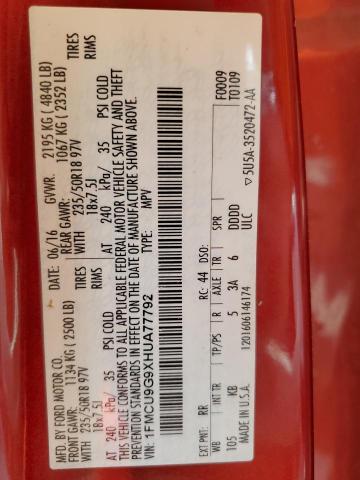 MFD. BY FORD MOTOR CO. DATE: 06/16 GVWR: 2195 KG ( 4840 LB)
FRONT GAWR: 1134 KG ( 2500 LB) REAR GAWR: 1067 KG ( 2352 LB)
WITH 235/50R18 97V TIRES WITH 235/50R18 97V TIRES
18x7.5J RIMS 18x7.5J RIMS
AT 240 kPa/ 35 PSI COLD AT 240 kPa/ 35 PSI COLD
THIS VEHICLE CONFORMS TO ALL APPLICABLE FEDERAL MOTOR VEHICLE SAFETY AND THEFT
PREVENTION STANDARDS IN EFFECT ON THE DATE OF MANUFACTURE SHOWN ABOVE.
VIN: 1FMCU9G9XHUA77792 TYPE: MPV
F0009
T0109
EXT PNT: RR RC: 44 DSO:
WB INT TR TP/PS R AXLE TR SPR
105 KB 5 3A 6 DDDD
ULC
MADE IN U.S.A. 1201606146174
▽5U5A-3520472-AA